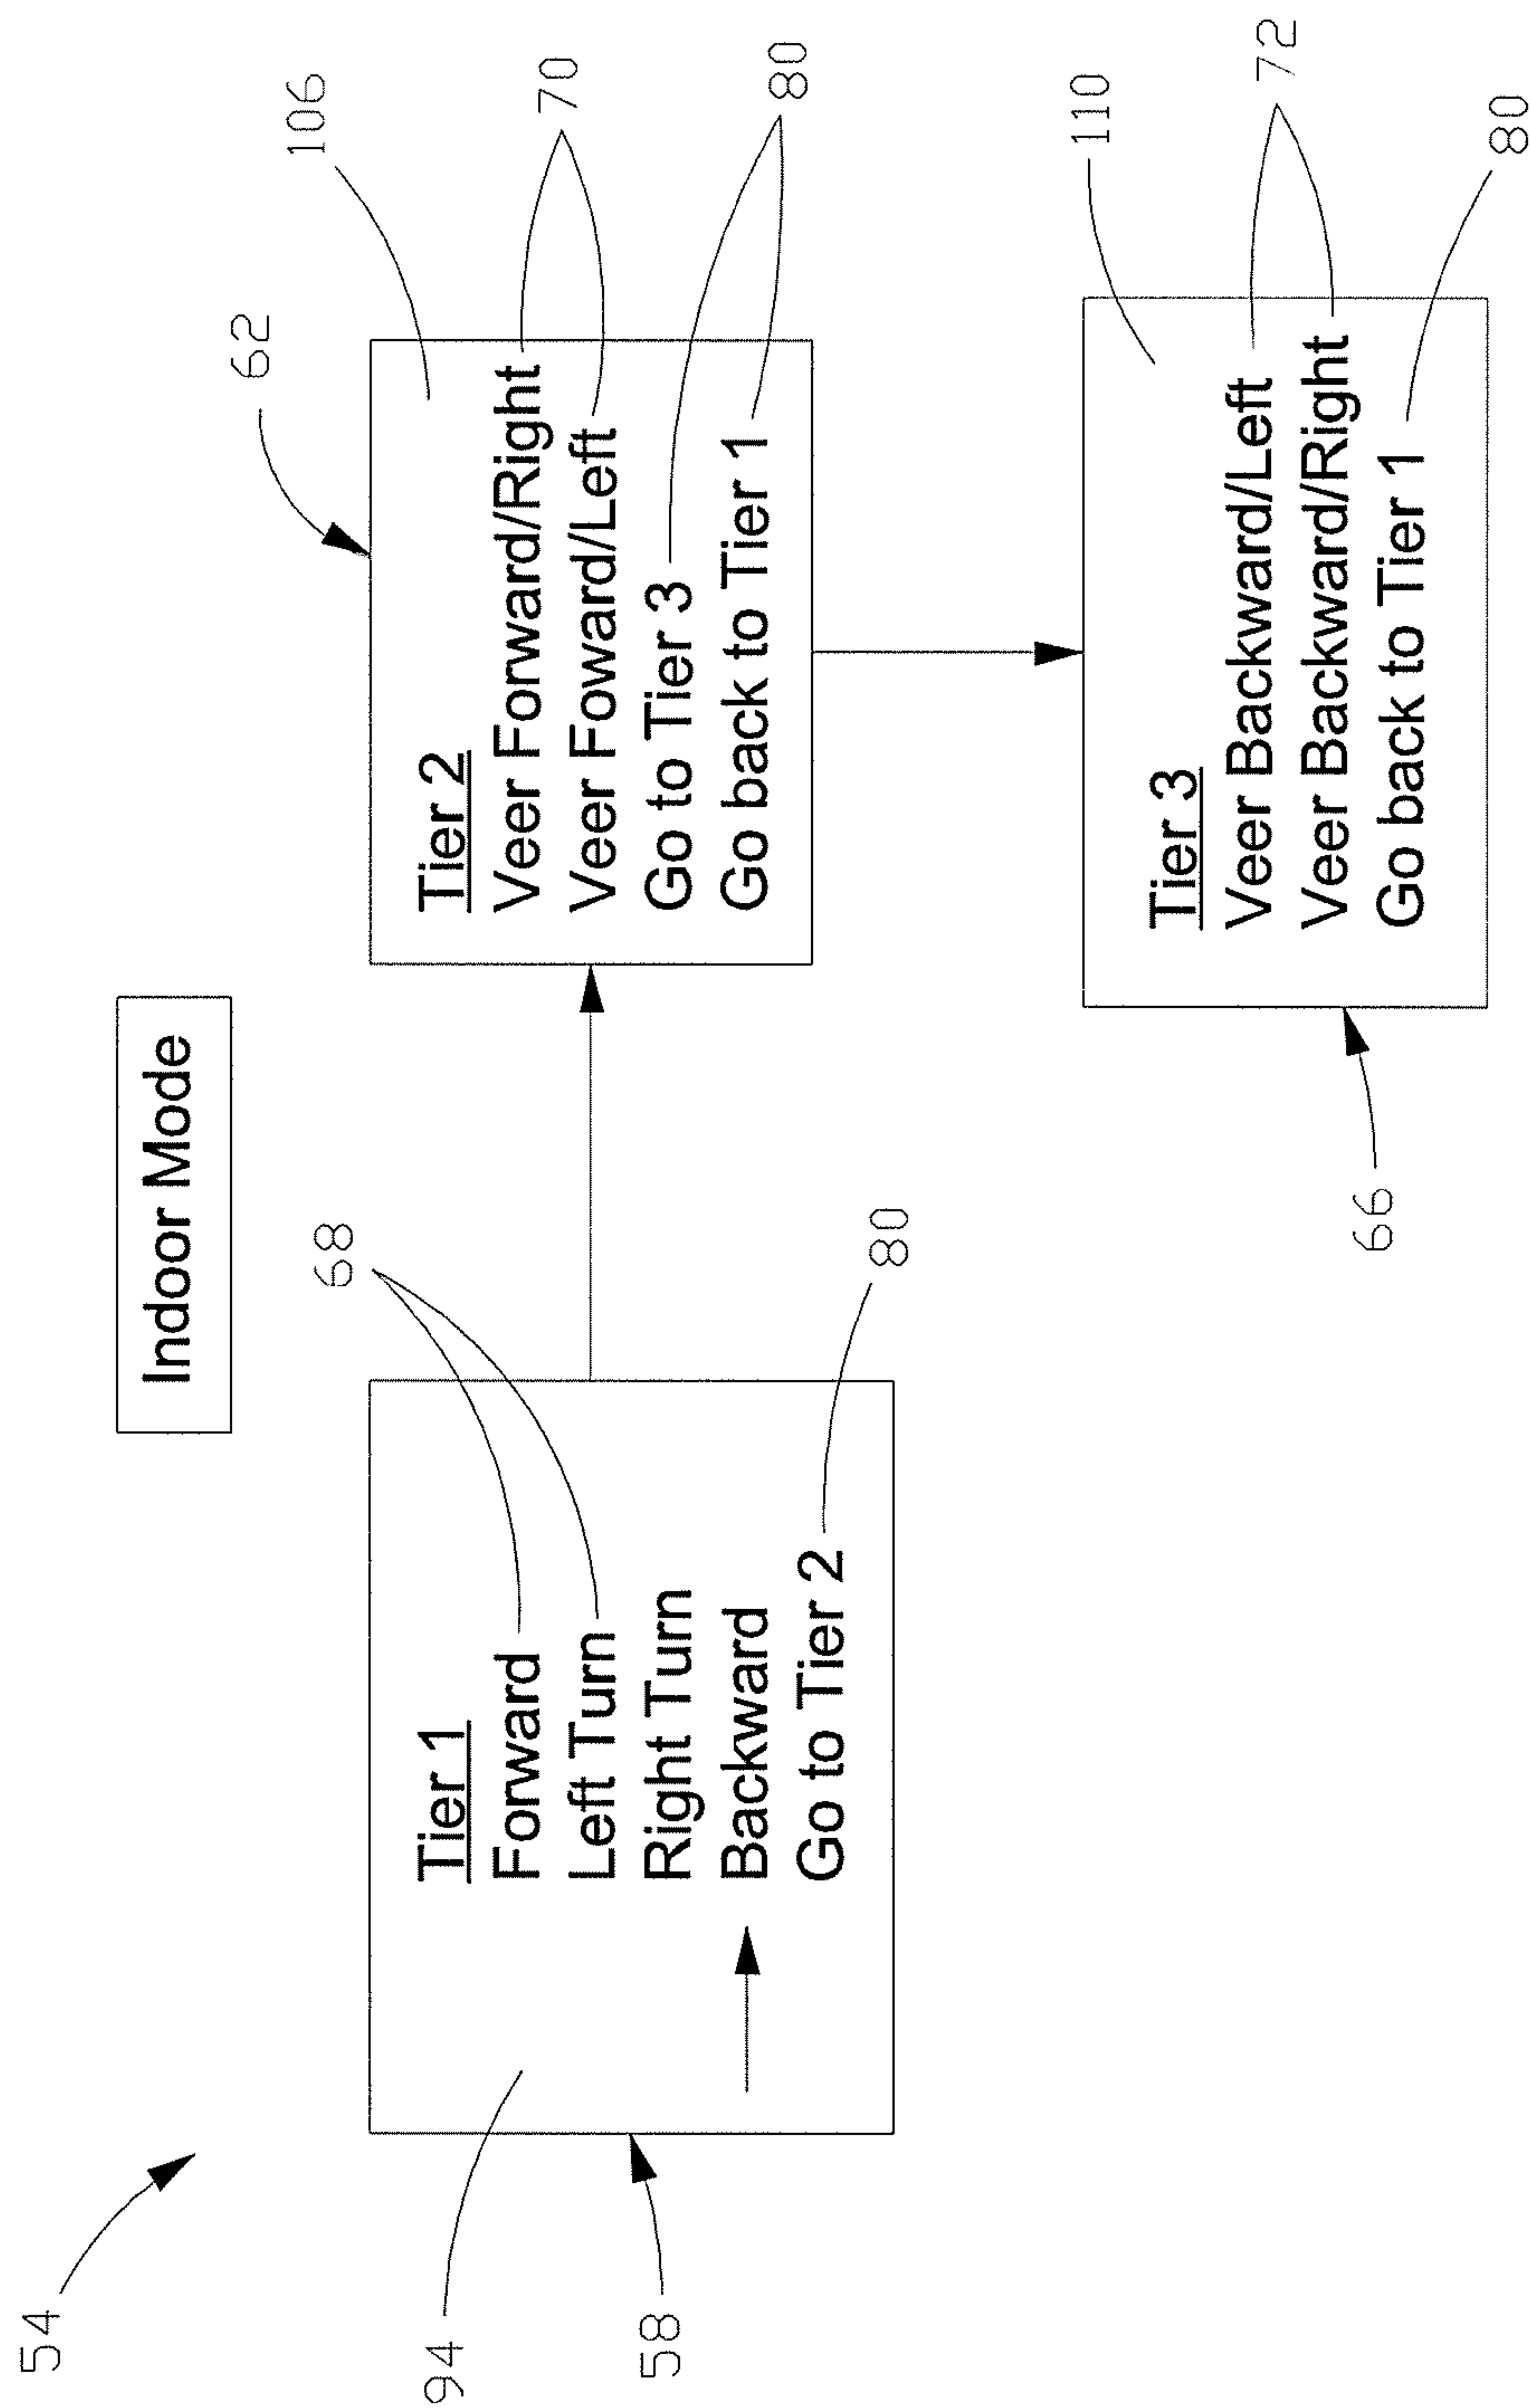 54
Indoor Mode
94
58
68
Tier 1
Forward
Left Turn
Right Turn
Backward
Go to Tier 2
80
62
106
Tier 2
Veer Forward/Right
Veer Foward/Left
Go to Tier 3
Go back to Tier 1
70
80
66
Tier 3
Veer Backward/Left
Veer Backward/Right
Go back to Tier 1
110
72
80